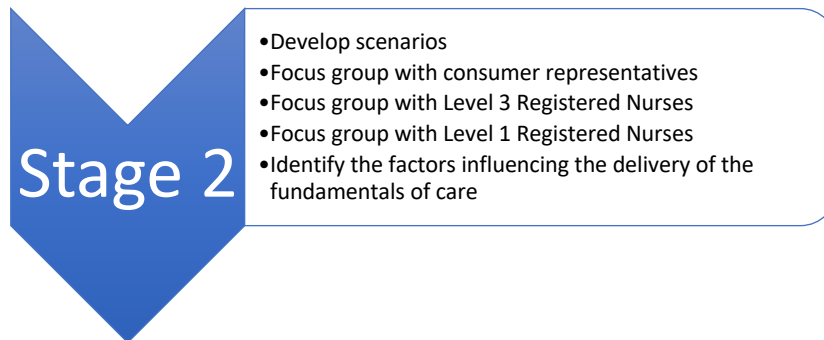 Stage 2
•Develop scenarios
•Focus group with consumer representatives
•Focus group with Level 3 Registered Nurses
•Focus group with Level 1 Registered Nurses
•Identify the factors influencing the delivery of the
fundamentals of care